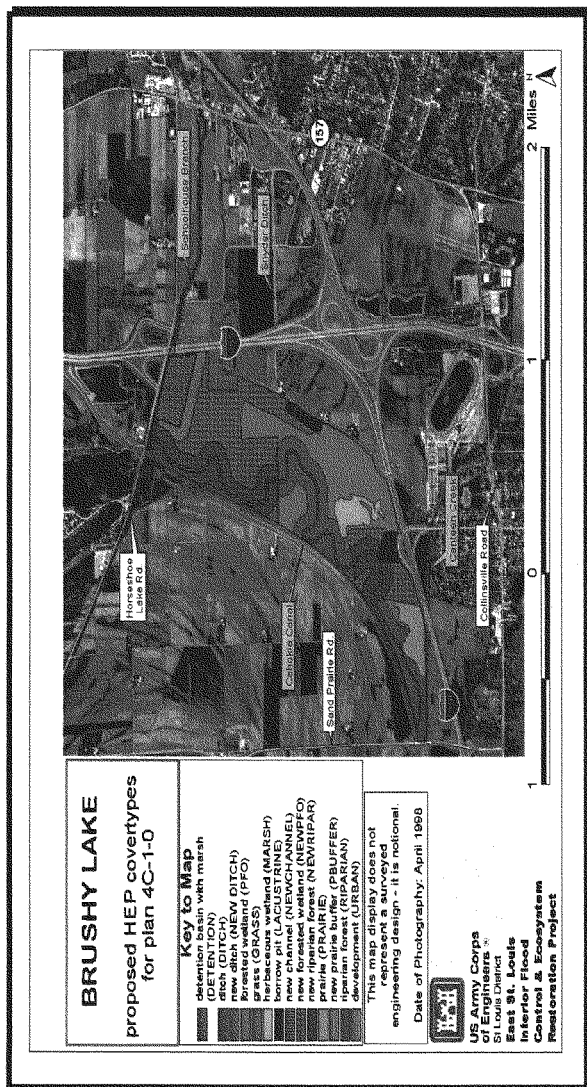 BRUSHY LAKE
proposed HEP covertypes
for plan 4C-1-0
Key to Map
detention basin with marsh
(DETENTION)
ditch (DITCH)
new ditch (NEW DITCH)
forested wetland (PFO)
grass (GRASS)
herbaceous wetland (MARSH)
borrow pit (LACUSTRINE)
new channel (NEWCHANNEL)
new forested wetland (NEWPFO)
new riparian forest (NEWRIPAR)
prairie (PRAIRIE)
new prairie buffer (PBUFFER)
riparian forest (RIPARIAN)
development (URBAN)
This map display does not
represent a surveyed
engineering design - it is notional.
Date of Photography: April 1998
US Army Corps
of Engineers ®
St Louis District
East St. Louis
Interior Flood
Control & Ecosystem
Restoration Project
Horseshoe
Lake Rd.
Schoolhouse Branch
Snyder Ditch
157
Cahokia Canal
Sand Prairie Rd.
Canteen Creek
Collinsville Road
1 0 1 2 Miles
N